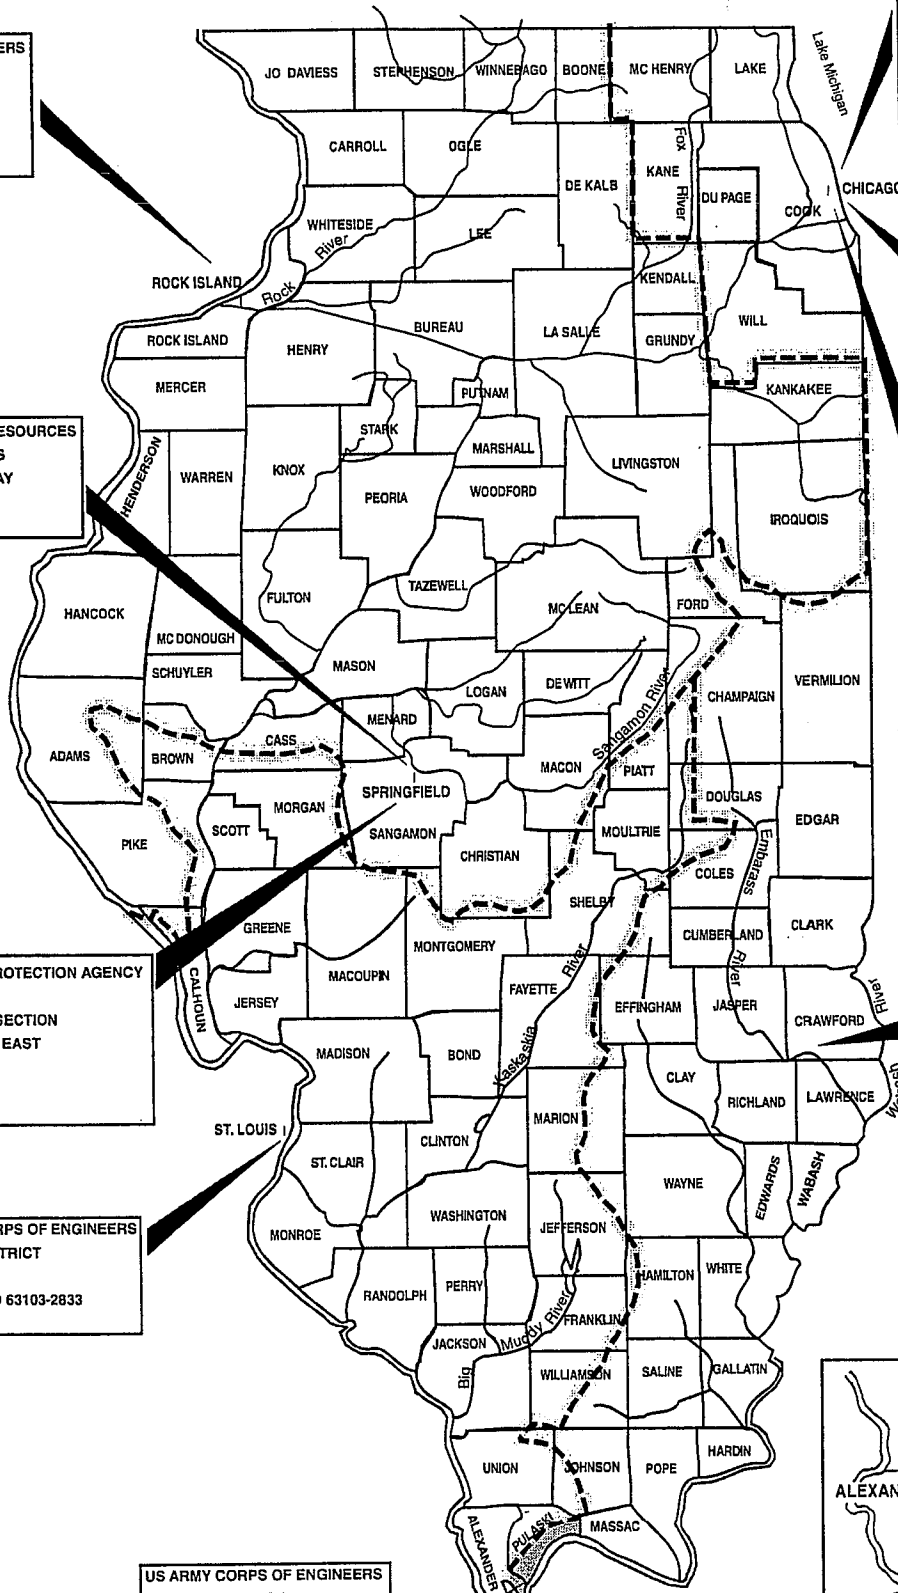 ERS
JO DAVIESS
STEPHENSON
WINNEBAGO
BOONE
MC HENRY
LAKE
Lake Michigan
CARROLL
OGLE
DE KALB
KANE
Fox
River
DU PAGE
COOK
CHICAGO
WHITESIDE
LEE
Rock
River
ROCK ISLAND
KENDALL
ROCK ISLAND
HENRY
BUREAU
LA SALLE
GRUNDY
WILL
MERCER
PUTNAM
KANKAKEE
ESOURCES
S
AY
STARK
MARSHALL
HENDERSON
WARREN
KNOX
PEORIA
WOODFORD
LIVINGSTON
IROQUOIS
HANCOCK
MC DONOUGH
FULTON
TAZEWELL
MC LEAN
FORD
SCHUYLER
MASON
LOGAN
DE WITT
CHAMPAIGN
VERMILION
Sangamon River
MENARD
ADAMS
BROWN
CASS
MACON
PIATT
SPRINGFIELD
MORGAN
SCOTT
SANGAMON
DOUGLAS
EDGAR
PIKE
CHRISTIAN
MOULTRIE
COLES
Embarass
River
SHELBY
GREENE
MONTGOMERY
CUMBERLAND
CLARK
ROTECTION AGENCY
SECTION
EAST
CALHOUN
JERSEY
MACOUPIN
FAYETTE
Kaskaskia
River
EFFINGHAM
JASPER
CRAWFORD
River
MADISON
BOND
CLAY
RICHLAND
LAWRENCE
ST. LOUIS
CLINTON
MARION
ST. CLAIR
WAYNE
EDWARDS
WABASH
RPS OF ENGINEERS
TRICT
63103-2833
MONROE
WASHINGTON
JEFFERSON
RANDOLPH
PERRY
HAMILTON
WHITE
JACKSON
Big
Muddy River
FRANKLIN
WILLIAMSON
SALINE
GALLATIN
UNION
JOHNSON
POPE
HARDIN
ALEXANDER
PULASKI
MASSAC
ALEXAN
US ARMY CORPS OF ENGINEERS